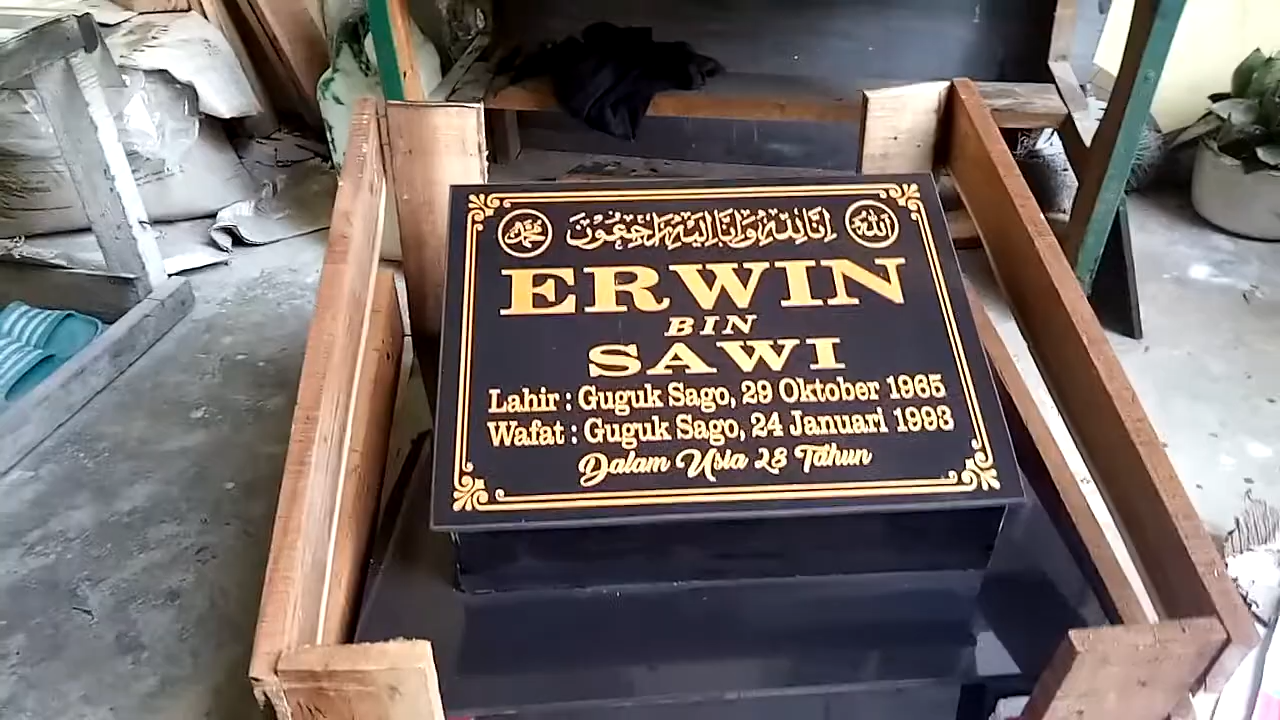 محمد إنا لله وإنا إليه راجعون الله
ERWIN
BIN
SAWI
Lahir : Guguk Sago, 29 Oktober 1965
Wafat : Guguk Sago, 24 Januari 1993
Dalam Usia 28 Tahun